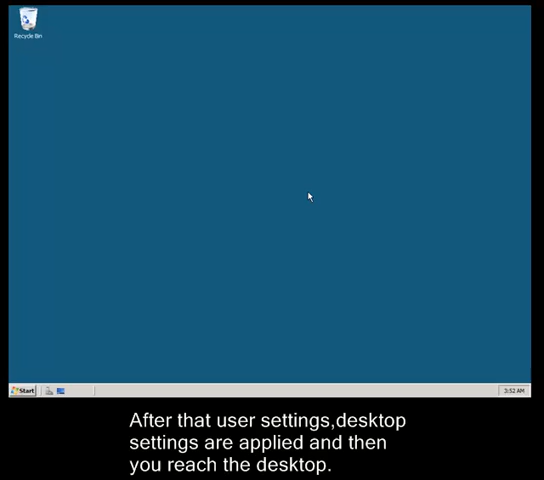 Recycle Bin
Start
3:52 AM
After that user settings,desktop
settings are applied and then
you reach the desktop.